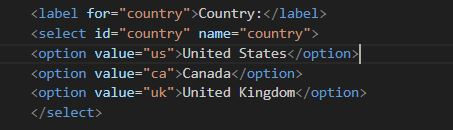 <label for="country">Country:</label>
<select id="country" name="country">
<option value="us">United States</option>
<option value="ca">Canada</option>
<option value="uk">United Kingdom</option>
</select>